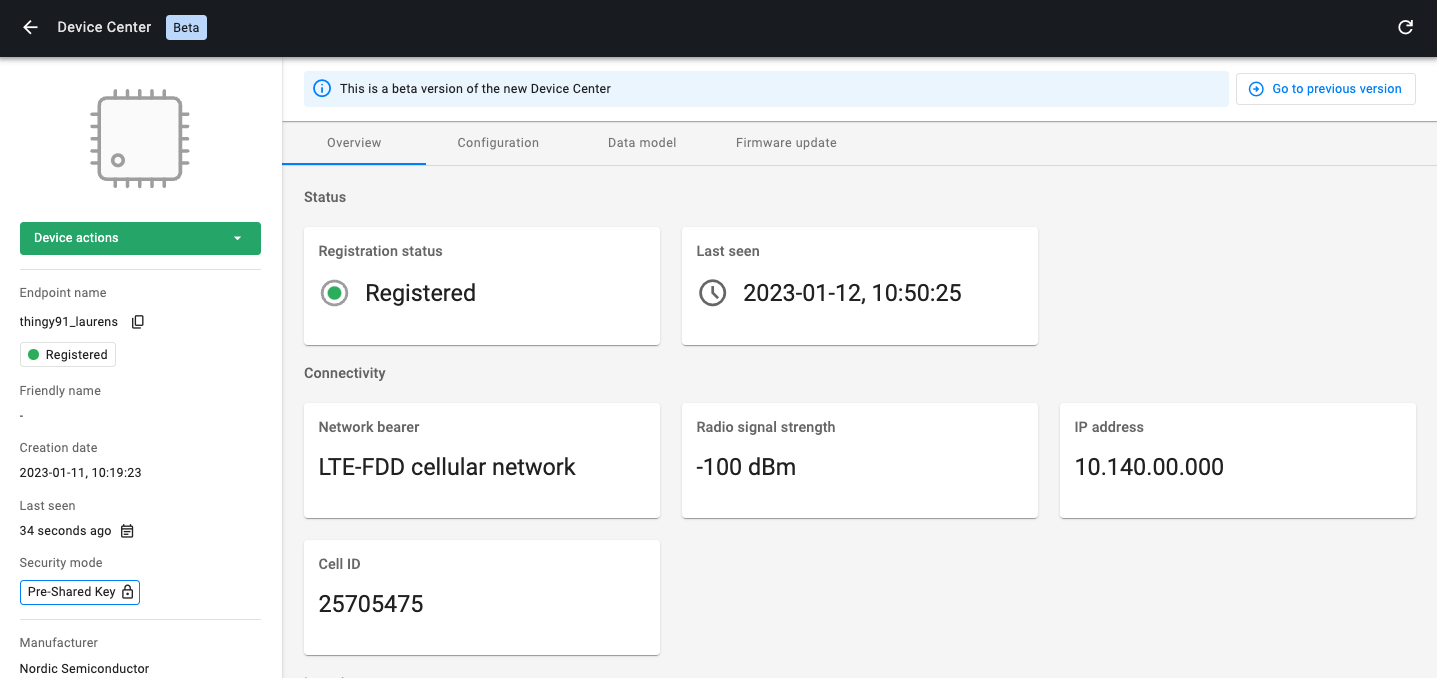 Device Center Beta
This is a beta version of the new Device Center
Go to previous version
Overview Configuration Data model Firmware update
Device actions
Endpoint name
thingy91_laurens
Registered
Friendly name
-
Creation date
2023-01-11, 10:19:23
Last seen
34 seconds ago
Security mode
Pre-Shared Key
Manufacturer
Nordic Semiconductor
Status
Registration status
Registered
Last seen
2023-01-12, 10:50:25
Connectivity
Network bearer
LTE-FDD cellular network
Radio signal strength
-100 dBm
IP address
10.140.00.000
Cell ID
25705475